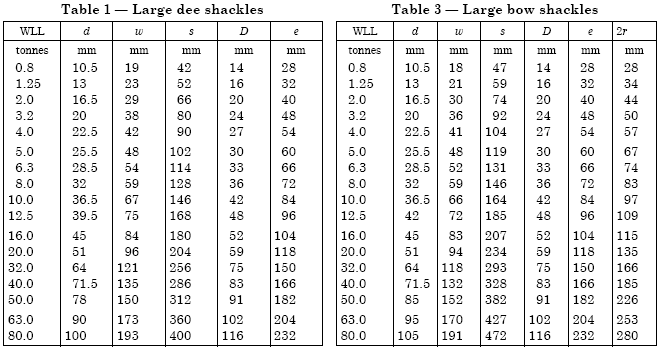 Table 1 — Large dee shackles
WLL d w s D e
tonnes mm mm mm mm mm
0.8 10.5 19 42 14 28
1.25 13 23 52 16 32
2.0 16.5 29 66 20 40
3.2 20 38 80 24 48
4.0 22.5 42 90 27 54
5.0 25.5 48 102 30 60
6.3 28.5 54 114 33 66
8.0 32 59 128 36 72
10.0 36.5 67 146 42 84
12.5 39.5 75 168 48 96
16.0 45 84 180 52 104
20.0 51 96 204 59 118
32.0 64 121 256 75 150
40.0 71.5 135 286 83 166
50.0 78 150 312 91 182
63.0 90 173 360 102 204
80.0 100 193 400 116 232
Table 3 — Large bow shackles
WLL d w s D e 2r
tonnes mm mm mm mm mm mm
0.8 10.5 18 47 14 28 28
1.25 13 21 59 16 32 34
2.0 16.5 30 74 20 40 44
3.2 20 36 92 24 48 50
4.0 22.5 41 104 27 54 57
5.0 25.5 48 119 30 60 67
6.3 28.5 52 131 33 66 74
8.0 32 59 146 36 72 83
10.0 36.5 66 164 42 84 97
12.5 42 72 185 48 96 109
16.0 45 83 207 52 104 115
20.0 51 94 234 59 118 135
32.0 64 118 293 75 150 166
40.0 71.5 132 328 83 166 185
50.0 85 152 382 91 182 226
63.0 95 170 427 102 204 253
80.0 105 191 472 116 232 280